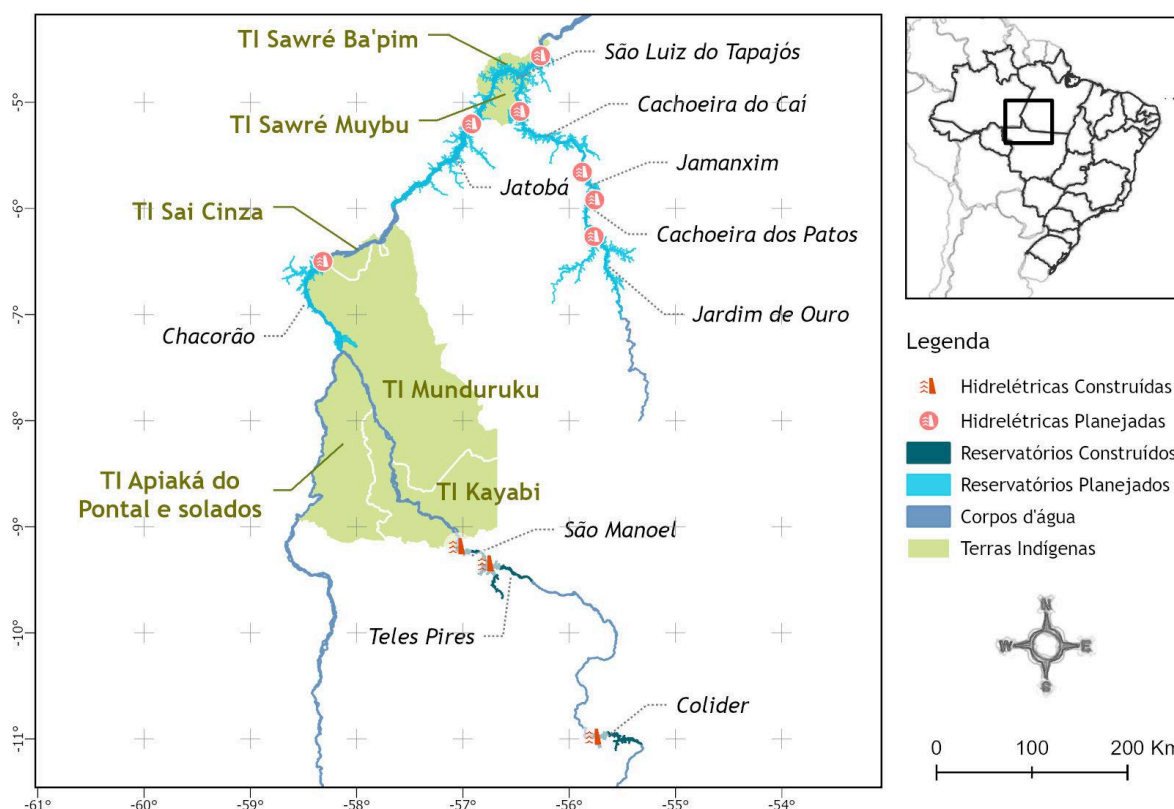 TI Sawré Ba'pim
São Luiz do Tapajós
Cachoeira do Caí
TI Sawré Muybu
Jamanxim
Jatobá
TI Sai Cinza
Cachoeira dos Patos
Chacorão
Jardim de Ouro
TI Munduruku
TI Apiaká do
Pontal e solados
TI Kayabi
São Manoel
Teles Pires
Colider
-5°
-6°
-7°
-8°
-9°
-10°
-11°
-61°
-60°
-59°
-58°
-57°
-56°
-55°
-54°
Legenda
Hidrelétricas Construídas
Hidrelétricas Planejadas
Reservatórios Construídos
Reservatórios Planejados
Corpos d'água
Terras Indígenas
N
W
E
S
0
100
200 Km